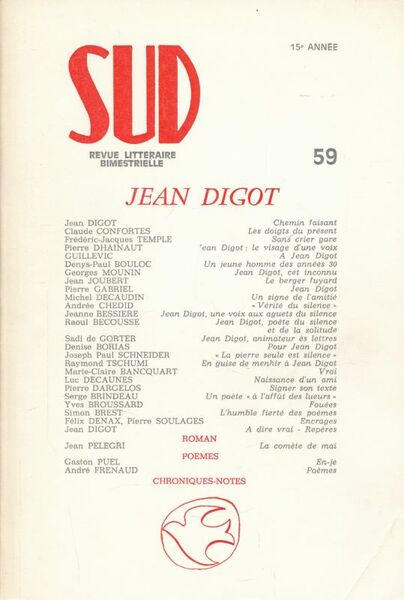 15e ANNÉE
SUD
REVUE LITTÉRAIRE
BIMESTRIELLE
59
JEAN DIGOT
Jean DIGOT Chemin faisant
Claude CONFORTES Les doigts du présent
Frédéric-Jacques TEMPLE Sans crier gare
Pierre DHAINAUT Jean Digot : le visage d'une voix
GUILLEVIC A Jean Digot
Denys-Paul BOULOC Un jeune homme des années 30
Georges MOUNIN Jean Digot, cet inconnu
Jean JOUBERT Le berger fuyard
Pierre GABRIEL Jean Digot
Michel DECAUDIN Un signe de l'amitié
Andrée CHEDID « Vérité du silence »
Jeanne BESSIERE Jean Digot, une voix aux aguets du silence
Raoul BECOUSSE Jean Digot, poète du silence
et de la solitude
Sadi de GORTER Jean Digot, animateur ès lettres
Denise BORIAS Pour Jean Digot
Joseph Paul SCHNEIDER « La pierre seule est silence »
Raymond TSCHUMI En guise de menhir à Jean Digot
Marie-Claire BANCQUART Vrai
Luc DECAUNES Naissance d'un ami
Pierre DARGELOS Signer son texte
Serge BRINDEAU Un poète « à l'affût des lueurs »
Yves BROUSSARD Fouées
Simon BREST L'humble fierté des poèmes
Félix DENAX, Pierre SOULAGES Encrages
Jean DIGOT A dire vrai - Repères
ROMAN
Jean PELEGRI La comète de mai
POEMES
Gaston PUEL En-je
André FRENAUD Poèmes
CHRONIQUES-NOTES